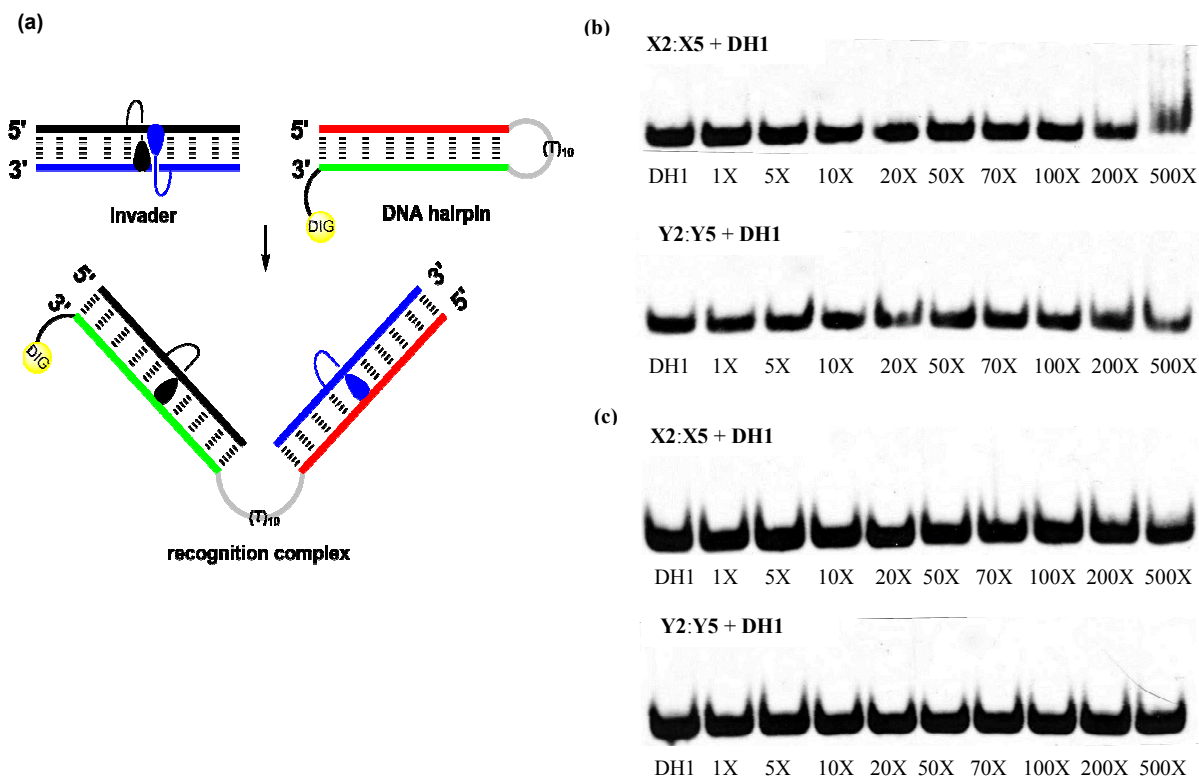 (a)
5'
3'
Invader
5'
3'
(T)10
DIG
DNA hairpin
5'
3'
3'
5'
DIG
(T)10
recognition complex
(b)
X2:X5 + DH1
DH1 1X 5X 10X 20X 50X 70X 100X 200X 500X
Y2:Y5 + DH1
DH1 1X 5X 10X 20X 50X 70X 100X 200X 500X
(c)
X2:X5 + DH1
DH1 1X 5X 10X 20X 50X 70X 100X 200X 500X
Y2:Y5 + DH1
DH1 1X 5X 10X 20X 50X 70X 100X 200X 500X